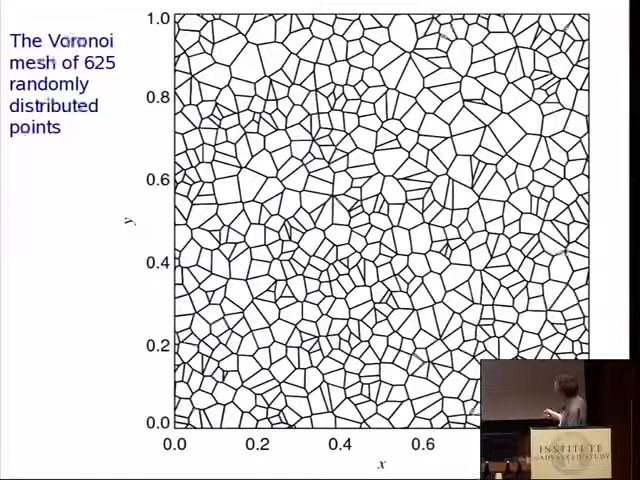 The Voronoi
mesh of 625
randomly
distributed
points
1.0
0.8
0.6
y
0.4
0.2
0.0
0.0 0.2 0.4 0.6
x
INSTITUTE
for ADVANCED STUDY